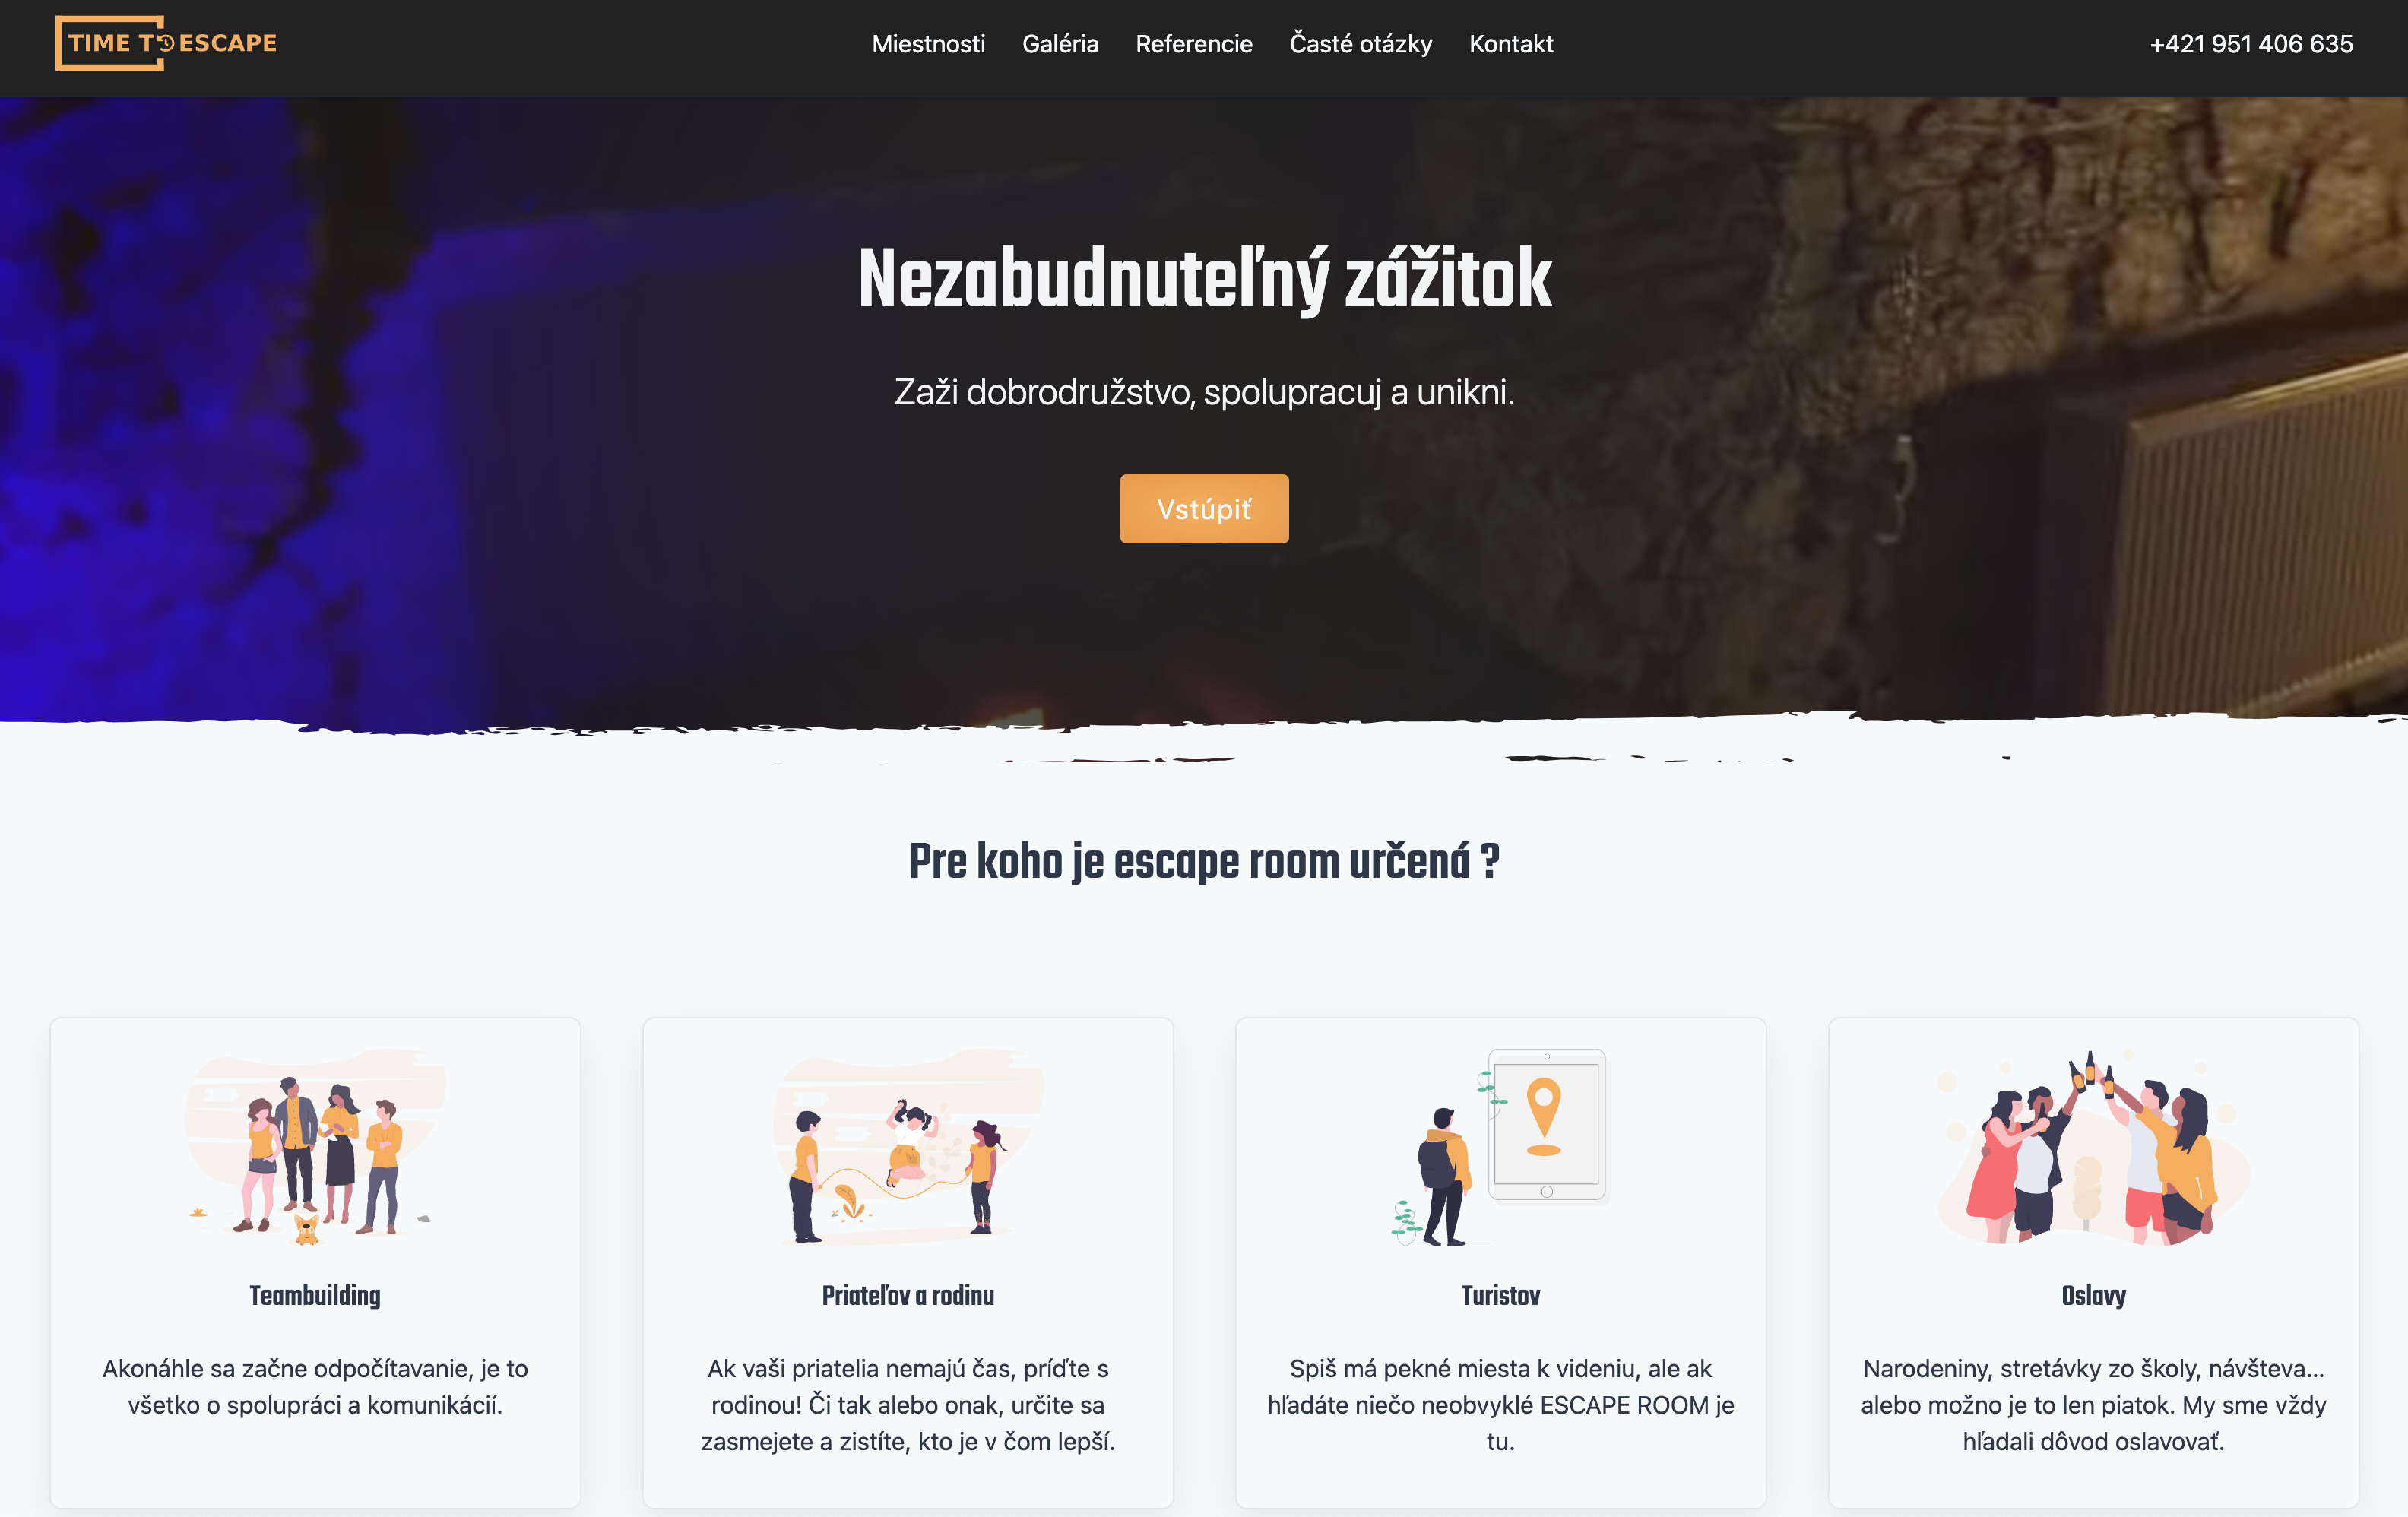 TIME TO ESCAPE
Miestnosti Galéria Referencie Časté otázky Kontakt
+421 951 406 635
Nezabudnuteľný zážitok
Zaži dobrodružstvo, spolupracuj a unikni.
Vstúpiť
Pre koho je escape room určená ?
Teambuilding
Akonáhle sa začne odpočítavanie, je to
všetko o spolupráci a komunikácií.
Priateľov a rodinu
Ak vaši priatelia nemajú čas, príďte s
rodinou! Či tak alebo onak, určite sa
zasmejete a zistíte, kto je v čom lepší.
Turistov
Spiš má pekné miesta k videniu, ale ak
hľadáte niečo neobvyklé ESCAPE ROOM je
tu.
Oslavy
Narodeniny, stretávky zo školy, návšteva...
alebo možno je to len piatok. My sme vždy
hľadali dôvod oslavovať.